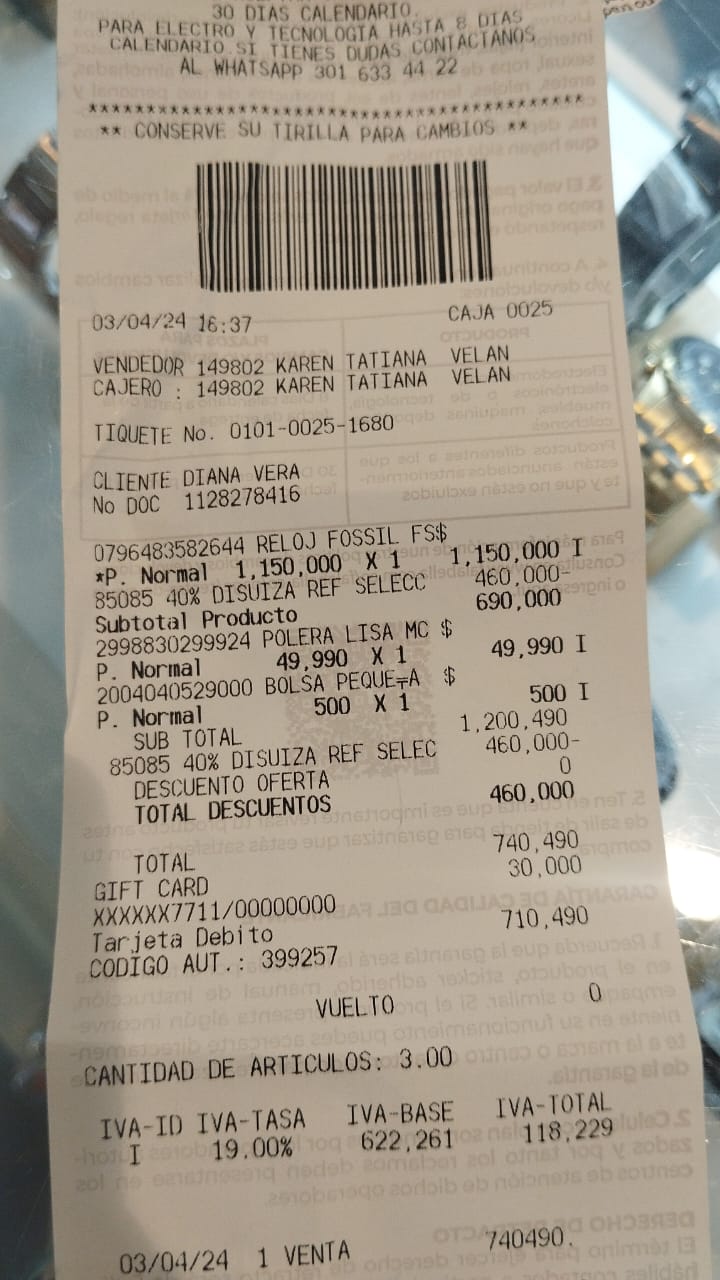 30 DIAS CALENDARIO.
PARA ELECTRO Y TECNOLOGIA HASTA 8 DIAS
CALENDARIO.SI TIENES DUDAS CONTACTANOS
AL WHATSAPP 301 633 44 22
******************************************
** CONSERVE SU TIRILLA PARA CAMBIOS **
03/04/24 16:37 CAJA 0025
VENDEDOR 149802 KAREN TATIANA VELAN
CAJERO : 149802 KAREN TATIANA VELAN
TIQUETE No. 0101-0025-1680
CLIENTE DIANA VERA
No DOC 1128278416
0796483582644 RELOJ FOSSIL FS$
*P. Normal 1,150,000 X 1 1,150,000 I
85085 40% DISUIZA REF SELECC 460,000-
Subtotal Producto 690,000
2998830299924 POLERA LISA MC $
P. Normal 49,990 X 1 49,990 I
2004040529000 BOLSA PEQUE¬A $
P. Normal 500 X 1 500 I
SUB TOTAL 1,200,490
85085 40% DISUIZA REF SELEC 460,000-
DESCUENTO OFERTA 0
TOTAL DESCUENTOS 460,000
TOTAL 740,490
GIFT CARD 30,000
XXXXXX7711/00000000
Tarjeta Debito 710,490
CODIGO AUT.: 399257
VUELTO 0
CANTIDAD DE ARTICULOS: 3.00
IVA-ID IVA-TASA IVA-BASE IVA-TOTAL
I 19.00% 622,261 118,229
03/04/24 1 VENTA 740490.